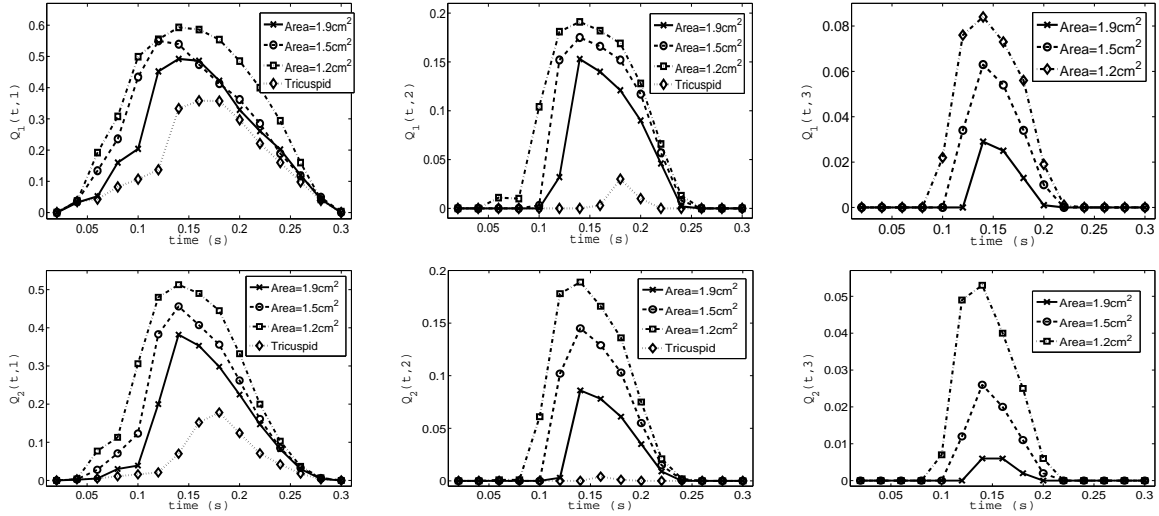 0.6
0.5
0.4
0.3
0.2
0.1
0
0.05
0.1
0.15
0.2
0.25
0.3
time (s)
Q₁(t,1)
Area=1.9cm²
Area=1.5cm²
Area=1.2cm²
Tricuspid
0.2
0.15
0.1
0.05
0
0.05
0.1
0.15
0.2
0.25
0.3
time (s)
Q₁(t,2)
Area=1.9cm²
Area=1.5cm²
Area=1.2cm²
Tricuspid
0.08
0.06
0.04
0.02
0
0.05
0.1
0.15
0.2
0.25
0.3
time (s)
Q₁(t,3)
Area=1.9cm²
Area=1.5cm²
Area=1.2cm²
0.5
0.4
0.3
0.2
0.1
0
0.05
0.1
0.15
0.2
0.25
0.3
time (s)
Q₂(t,1)
Area=1.9cm²
Area=1.5cm²
Area=1.2cm²
Tricuspid
0.2
0.15
0.1
0.05
0
0.05
0.1
0.15
0.2
0.25
0.3
time (s)
Q₂(t,2)
Area=1.9cm²
Area=1.5cm²
Area=1.2cm²
Tricuspid
0.05
0.04
0.03
0.02
0.01
0
0.05
0.1
0.15
0.2
0.25
0.3
time (s)
Q₂(t,3)
Area=1.9cm²
Area=1.5cm²
Area=1.2cm²